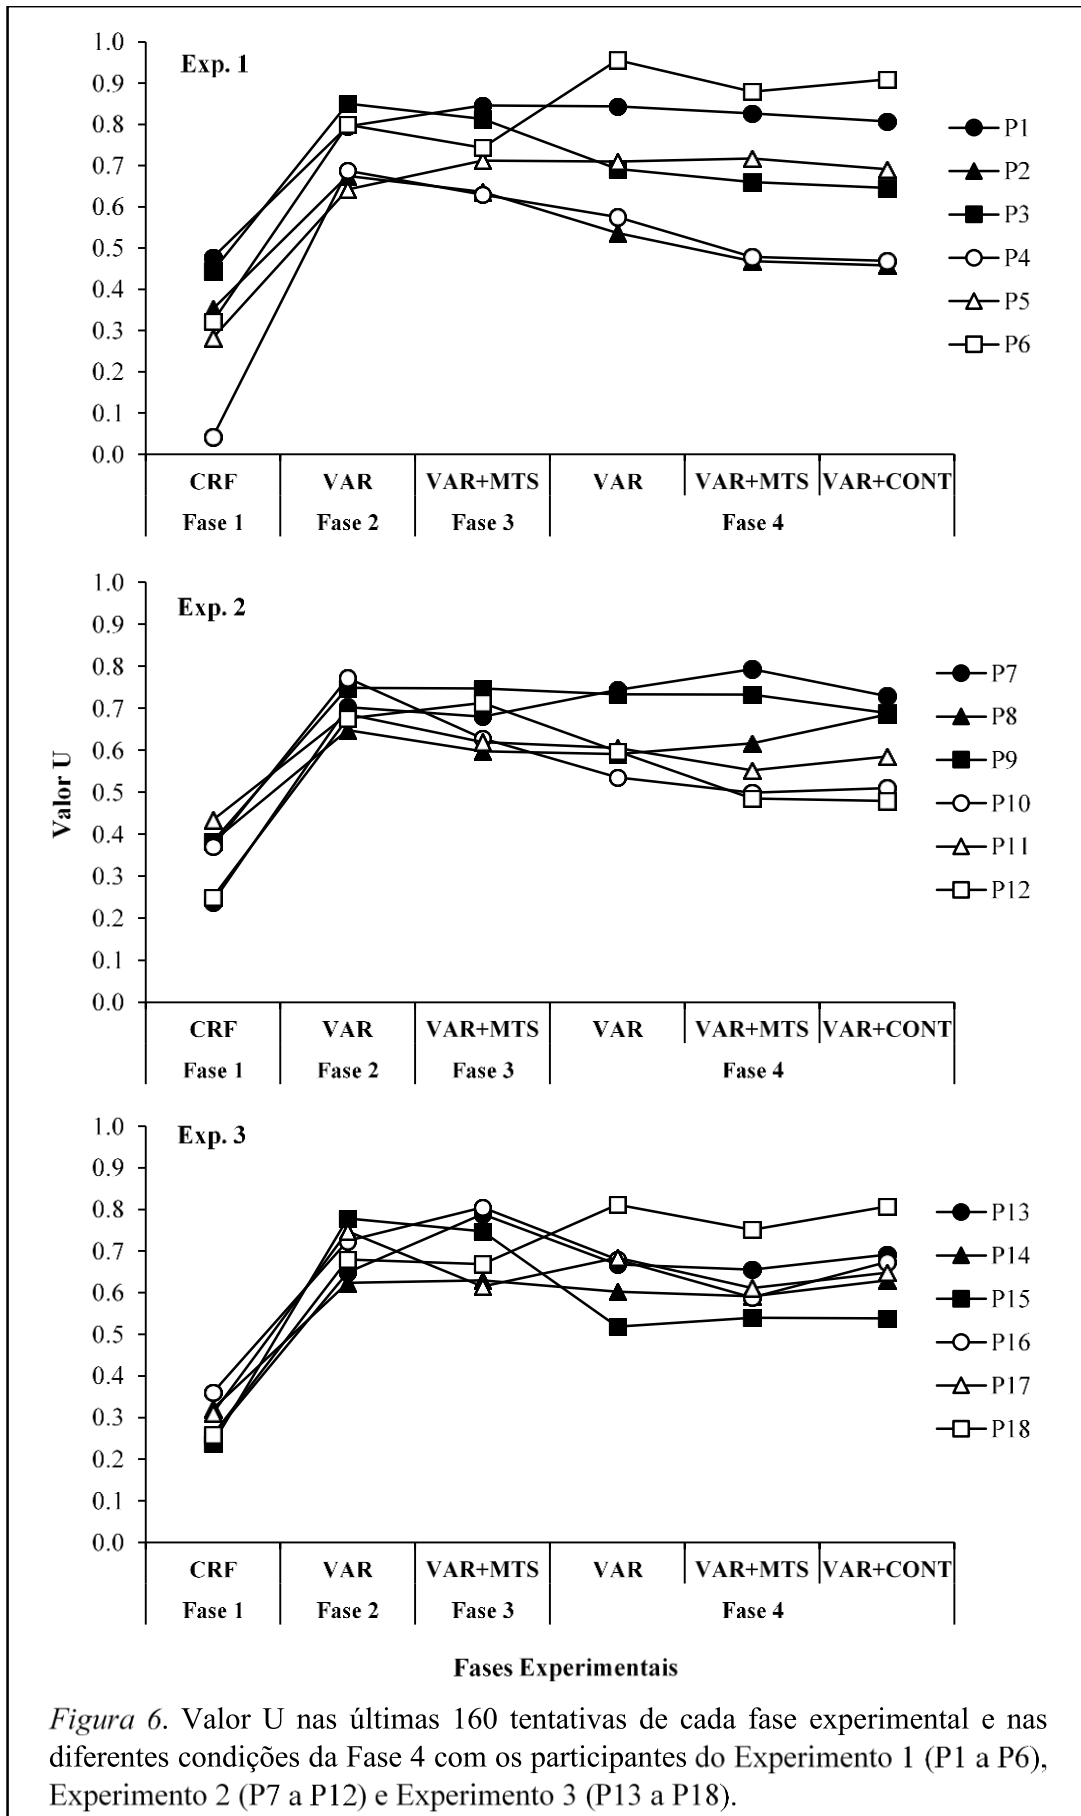 Exp. 1
1.0
0.9
0.8
0.7
0.6
0.5
0.4
0.3
0.2
0.1
0.0
P1
P2
P3
P4
P5
P6
CRF VAR VAR+MTS VAR VAR+MTS VAR+CONT
Fase 1 Fase 2 Fase 3 Fase 4
Valor U
Exp. 2
1.0
0.9
0.8
0.7
0.6
0.5
0.4
0.3
0.2
0.1
0.0
P7
P8
P9
P10
P11
P12
CRF VAR VAR+MTS VAR VAR+MTS VAR+CONT
Fase 1 Fase 2 Fase 3 Fase 4
Exp. 3
1.0
0.9
0.8
0.7
0.6
0.5
0.4
0.3
0.2
0.1
0.0
P13
P14
P15
P16
P17
P18
CRF VAR VAR+MTS VAR VAR+MTS VAR+CONT
Fase 1 Fase 2 Fase 3 Fase 4
Fases Experimentais
Figura 6. Valor U nas últimas 160 tentativas de cada fase experimental e nas
diferentes condições da Fase 4 com os participantes do Experimento 1 (P1 a P6),
Experimento 2 (P7 a P12) e Experimento 3 (P13 a P18).